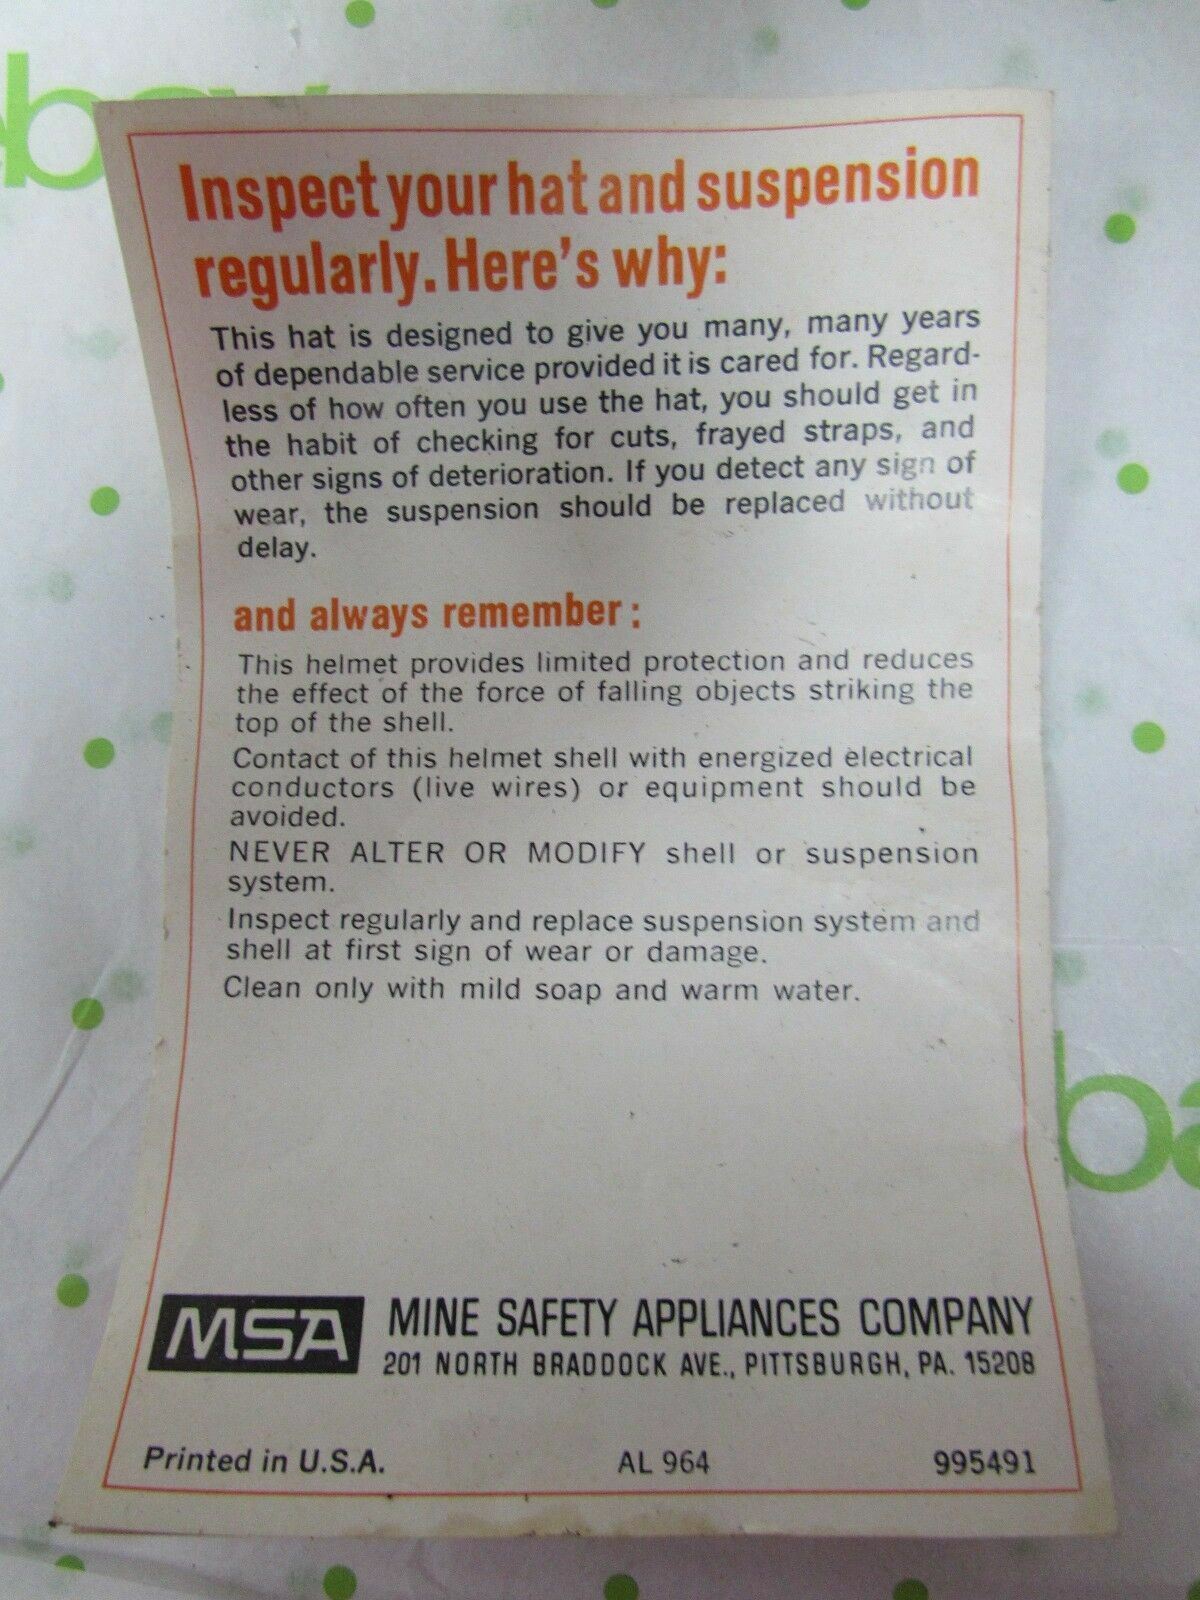 Inspect your hat and suspension
regularly. Here's why:
This hat is designed to give you many, many years
of dependable service provided it is cared for. Regard-
less of how often you use the hat, you should get in
the habit of checking for cuts, frayed straps, and
other signs of deterioration. If you detect any sign of
wear, the suspension should be replaced without
delay.
and always remember:
This helmet provides limited protection and reduces
the effect of the force of falling objects striking the
top of the shell.
Contact of this helmet shell with energized electrical
conductors (live wires) or equipment should be
avoided.
NEVER ALTER OR MODIFY shell or suspension
system.
Inspect regularly and replace suspension system and
shell at first sign of wear or damage.
Clean only with mild soap and warm water.
MSA MINE SAFETY APPLIANCES COMPANY
201 NORTH BRADDOCK AVE., PITTSBURGH, PA. 15208
Printed in U.S.A. AL 964 995491